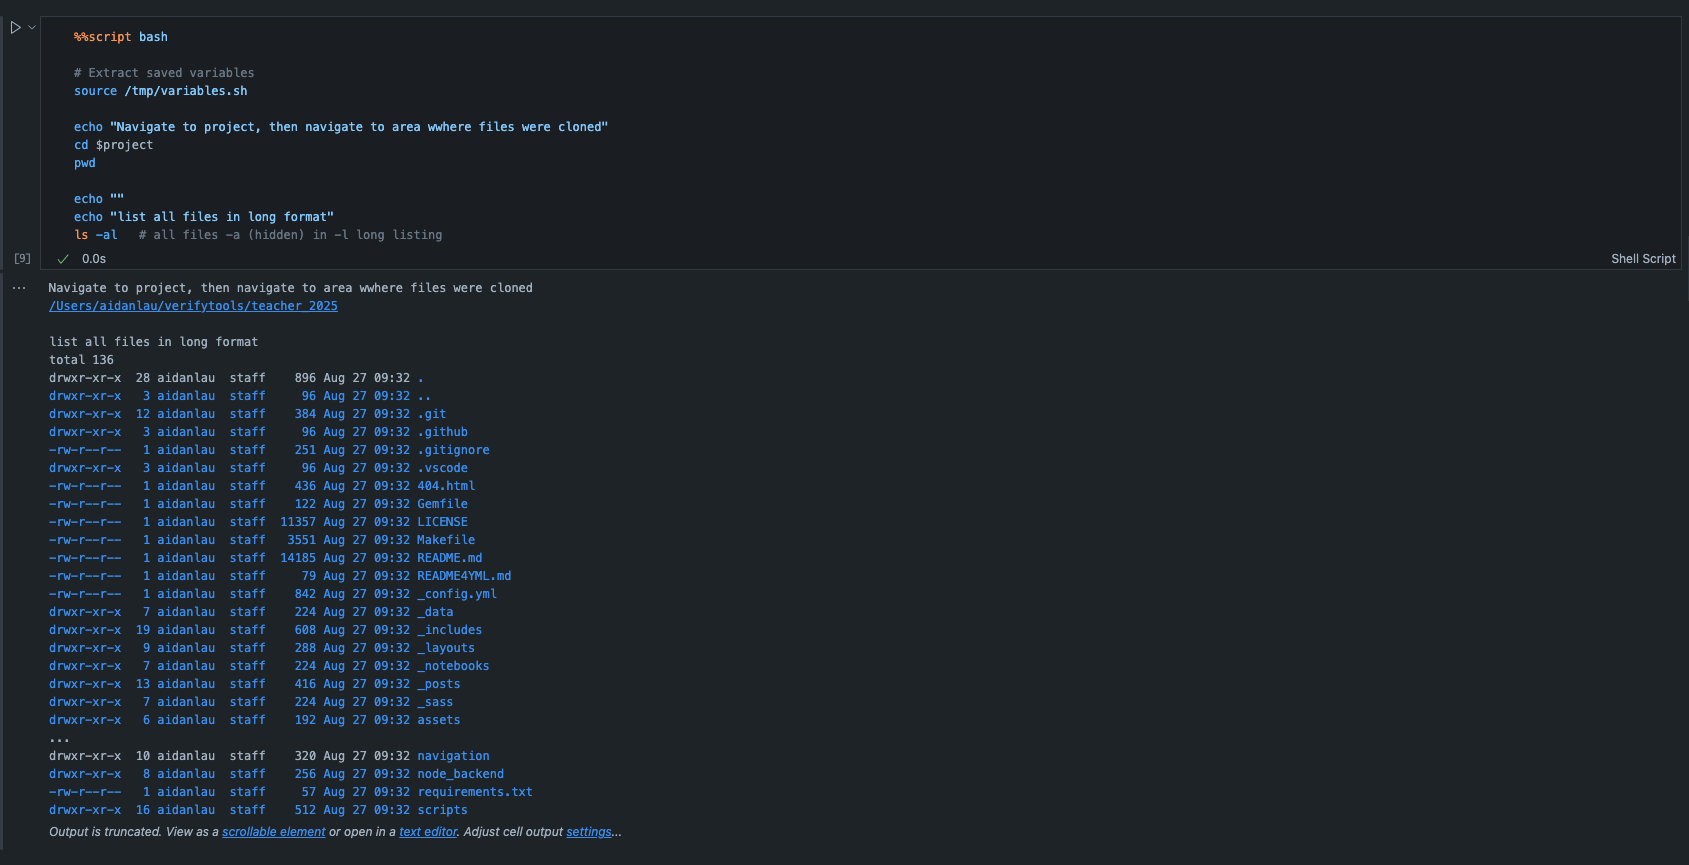 %%script bash
# Extract saved variables
source /tmp/variables.sh
echo "Navigate to project, then navigate to area wwhere files were cloned"
cd $project
pwd
echo ""
echo "list all files in long format"
ls -al   # all files -a (hidden) in -l long listing
[9] 0.0s Shell Script
... Navigate to project, then navigate to area wwhere files were cloned
/Users/aidanlau/verifytools/teacher_2025
list all files in long format
total 136
drwxr-xr-x  28 aidanlau  staff    896 Aug 27 09:32 .
drwxr-xr-x   3 aidanlau  staff     96 Aug 27 09:32 ..
drwxr-xr-x  12 aidanlau  staff    384 Aug 27 09:32 .git
drwxr-xr-x   3 aidanlau  staff     96 Aug 27 09:32 .github
-rw-r--r--   1 aidanlau  staff    251 Aug 27 09:32 .gitignore
drwxr-xr-x   3 aidanlau  staff     96 Aug 27 09:32 .vscode
-rw-r--r--   1 aidanlau  staff    436 Aug 27 09:32 404.html
-rw-r--r--   1 aidanlau  staff    122 Aug 27 09:32 Gemfile
-rw-r--r--   1 aidanlau  staff  11357 Aug 27 09:32 LICENSE
-rw-r--r--   1 aidanlau  staff   3551 Aug 27 09:32 Makefile
-rw-r--r--   1 aidanlau  staff  14185 Aug 27 09:32 README.md
-rw-r--r--   1 aidanlau  staff     79 Aug 27 09:32 README4YML.md
-rw-r--r--   1 aidanlau  staff    842 Aug 27 09:32 _config.yml
drwxr-xr-x   7 aidanlau  staff    224 Aug 27 09:32 _data
drwxr-xr-x  19 aidanlau  staff    608 Aug 27 09:32 _includes
drwxr-xr-x   9 aidanlau  staff    288 Aug 27 09:32 _layouts
drwxr-xr-x   7 aidanlau  staff    224 Aug 27 09:32 _notebooks
drwxr-xr-x  13 aidanlau  staff    416 Aug 27 09:32 _posts
drwxr-xr-x   7 aidanlau  staff    224 Aug 27 09:32 _sass
drwxr-xr-x   6 aidanlau  staff    192 Aug 27 09:32 assets
...
drwxr-xr-x  10 aidanlau  staff    320 Aug 27 09:32 navigation
drwxr-xr-x   8 aidanlau  staff    256 Aug 27 09:32 node_backend
-rw-r--r--   1 aidanlau  staff     57 Aug 27 09:32 requirements.txt
drwxr-xr-x  16 aidanlau  staff    512 Aug 27 09:32 scripts
Output is truncated. View as a scrollable element or open in a text editor. Adjust cell output settings...